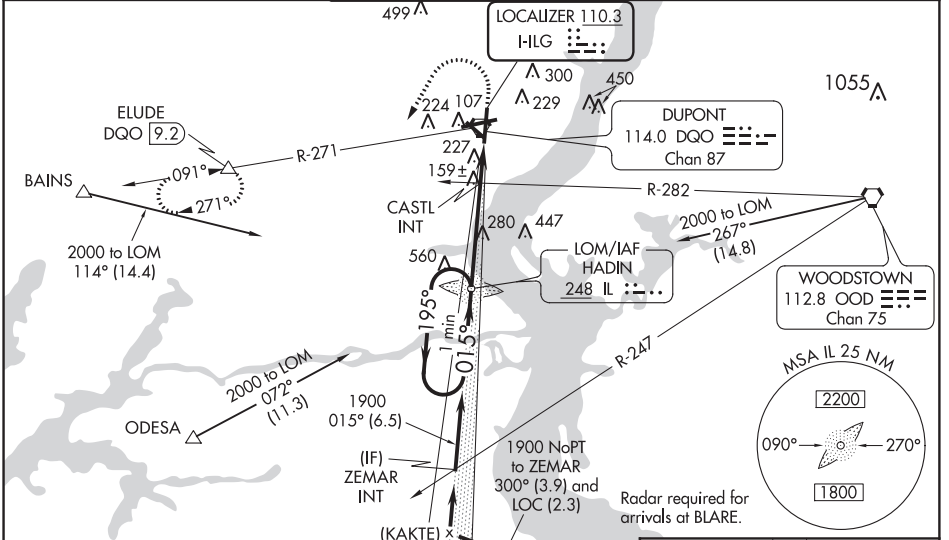 499
LOCALIZER 110.3
I-ILG
300
450
1055
224
107
229
ELUDE
DQO 9.2
DUPONT
114.0 DQO
Chan 87
R-271
227
091°
159±
BAINS
271°
CASTL
INT
R-282
2000 to LOM
267°
(14.8)
2000 to LOM
114° (14.4)
280
447
560
LOM/IAF
HADIN
248 IL
WOODSTOWN
112.8 OOD
Chan 75
195°
1 min
015°
R-247
2000 to LOM
072°
(11.3)
MSA IL 25 NM
2200
090°
270°
1800
ODESA
1900
015° (6.5)
(IF)
ZEMAR
INT
1900 NoPT
to ZEMAR
300° (3.9) and
LOC (2.3)
Radar required for
arrivals at BLARE.
(KAKTE) x